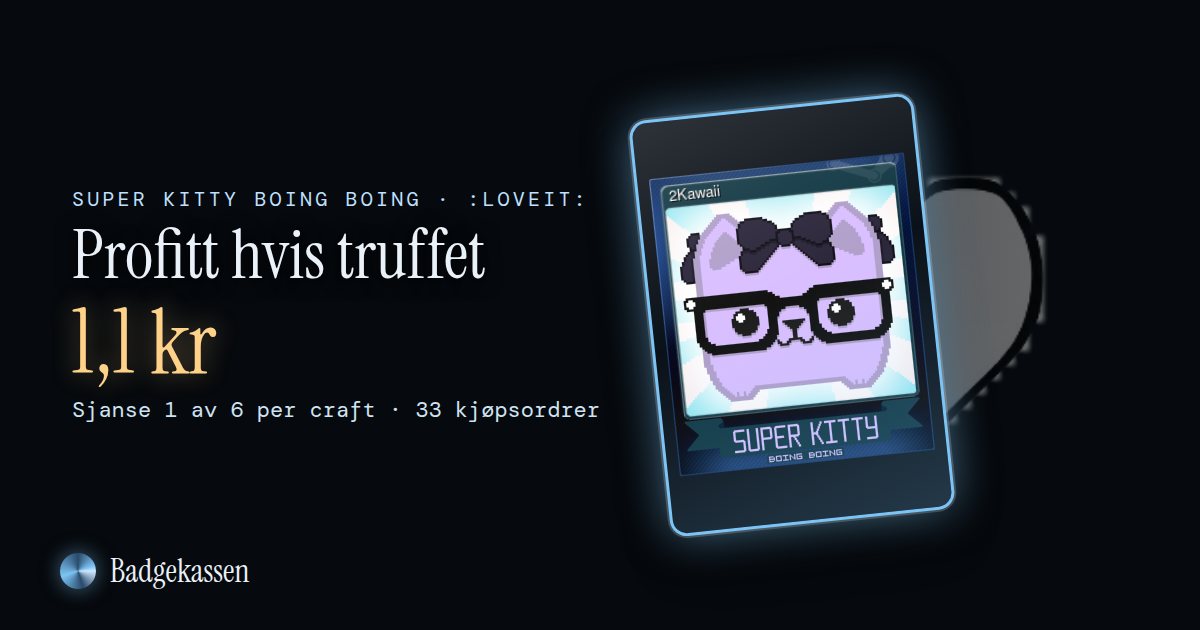 SUPER KITTY BOING BOING · :LOVEIT:
Profitt hvis truffet
1,1 kr
Sjanse 1 av 6 per craft · 33 kjøpsordrer
2Kawaii
SUPER KITTY
BOING BOING
Badgekassen